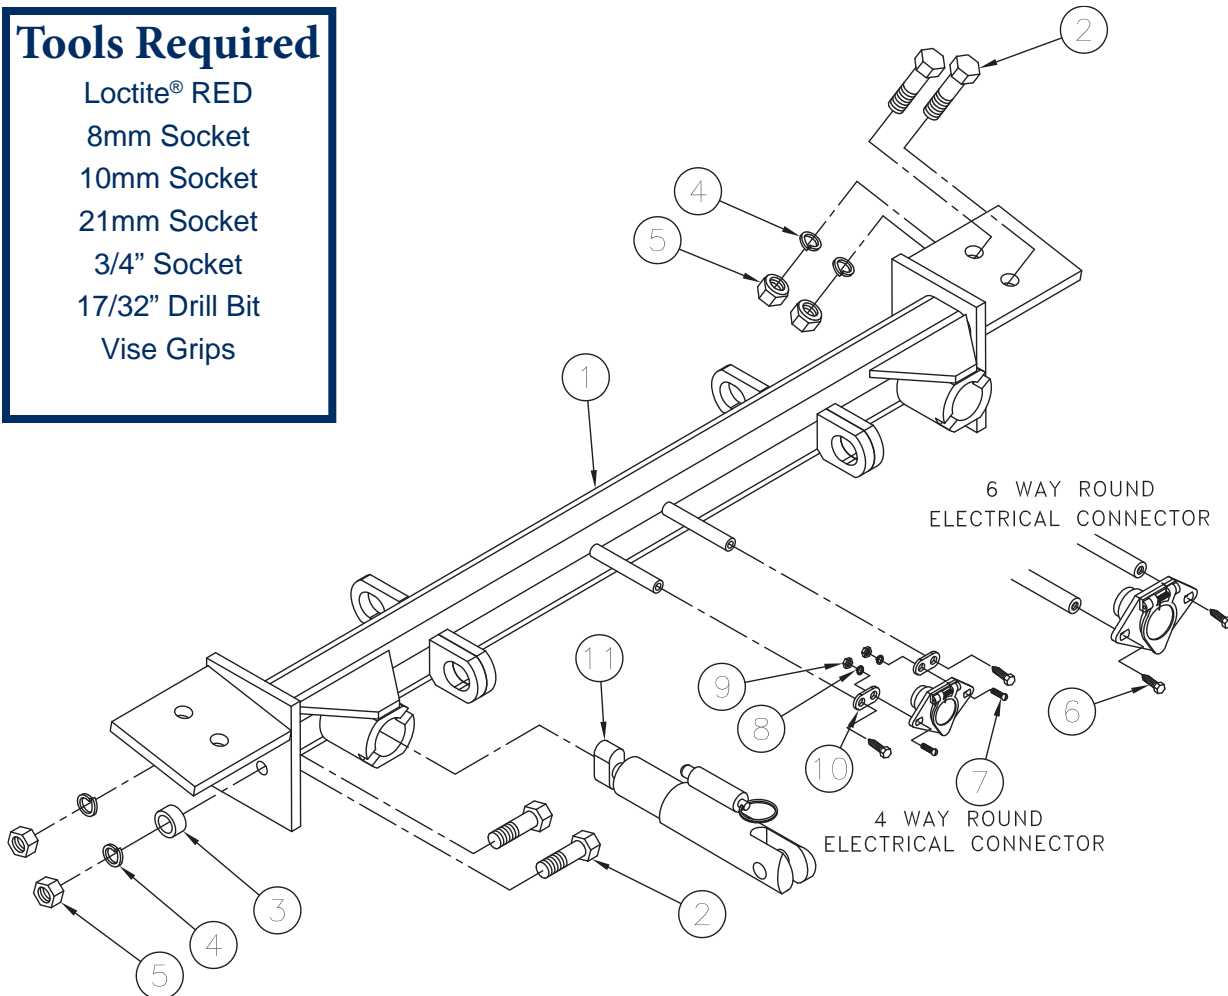 Tools Required
Loctite® RED
8mm Socket
10mm Socket
21mm Socket
3/4” Socket
17/32” Drill Bit
Vise Grips
2
4
5
1
6 WAY ROUND
ELECTRICAL CONNECTOR
11
9
8
10
7
6
4 WAY ROUND
ELECTRICAL CONNECTOR
3
2
4
5